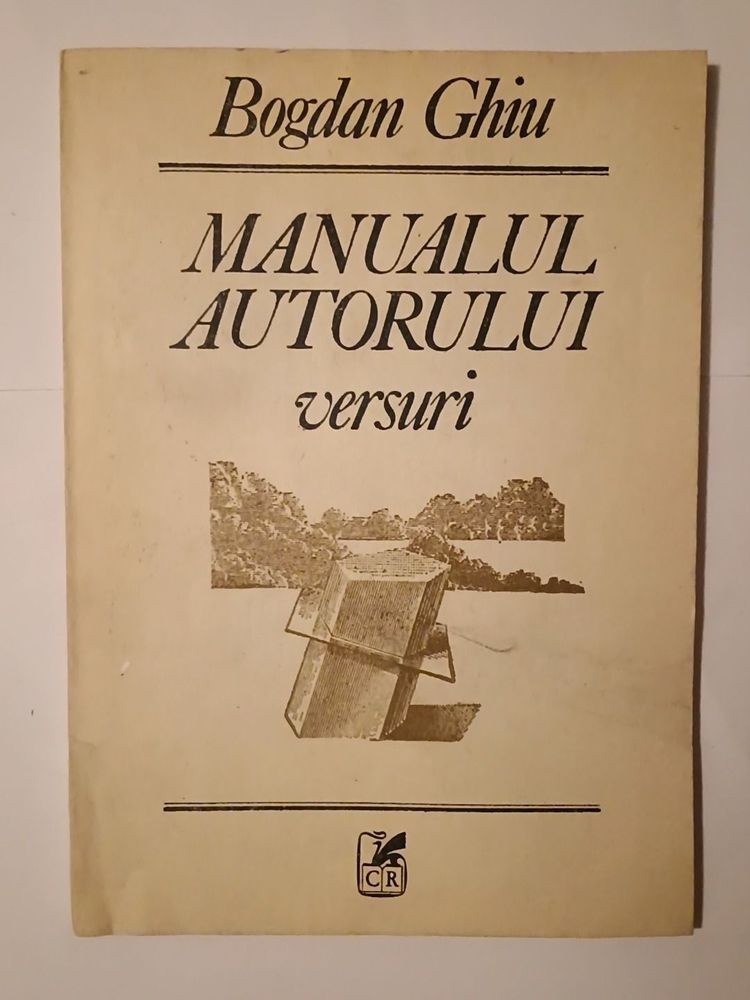 Bogdan Ghiu
MANUALUL
AUTORULUI
versuri
CR